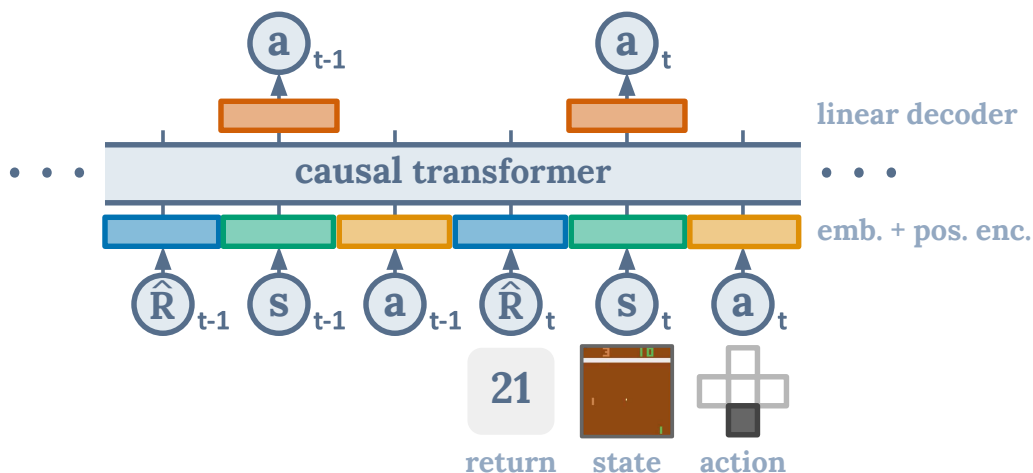 a t-1 a t
linear decoder
. . . causal transformer . . .
emb. + pos. enc.
R̂ t-1 s t-1 a t-1 R̂ t s t a t
21 3 10
return state action